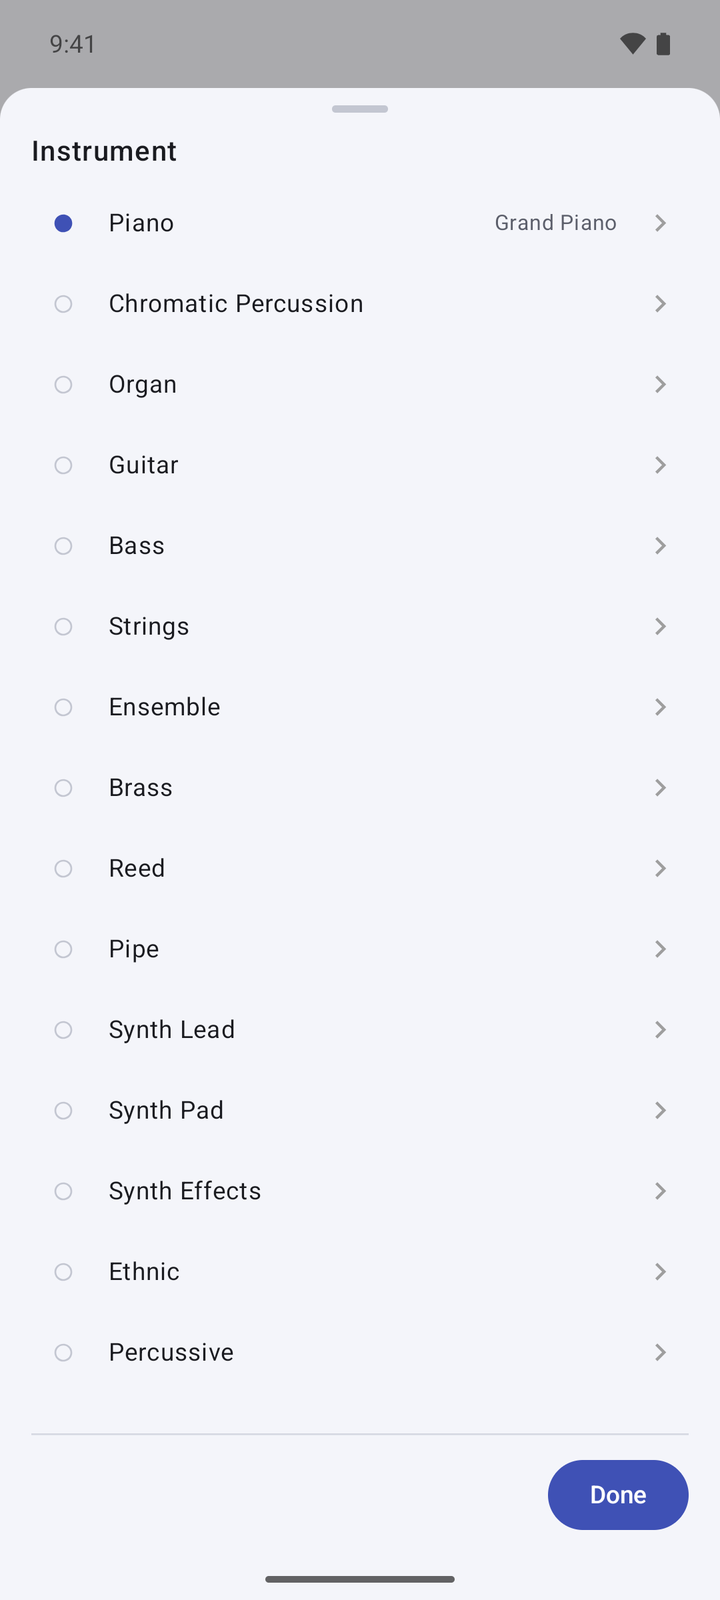 9:41
Instrument
Piano Grand Piano
Chromatic Percussion
Organ
Guitar
Bass
Strings
Ensemble
Brass
Reed
Pipe
Synth Lead
Synth Pad
Synth Effects
Ethnic
Percussive
Done